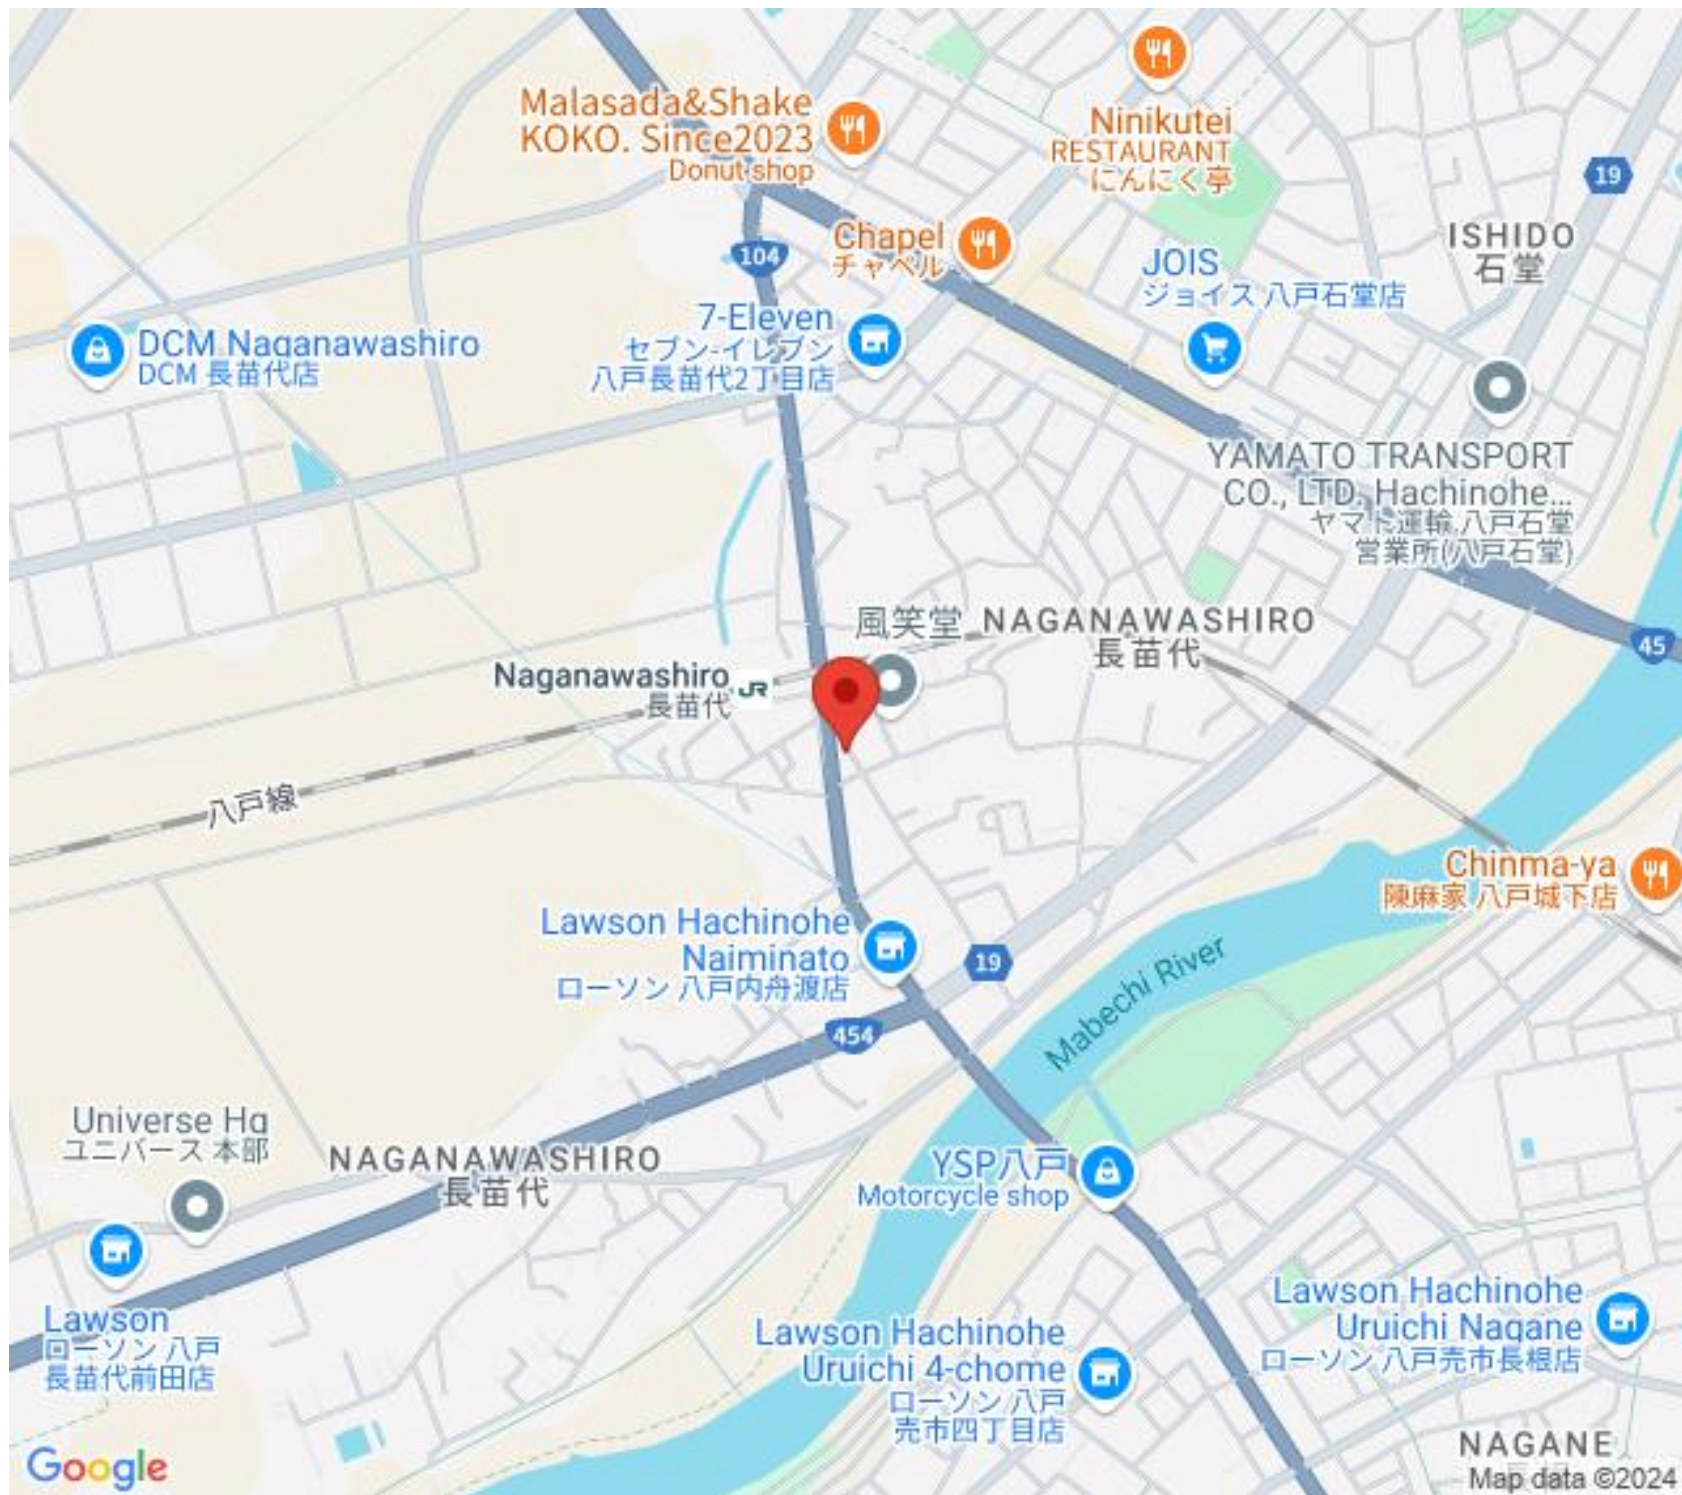 Malasada&Shake
KOKO. Since2023
Donut shop
Ninikutei
RESTAURANT
にんにく亭
19
ISHIDO
石堂
104
Chapel
チャペル
JOIS
ジョイス 八戸石堂店
7-Eleven
セブン-イレブン
八戸長苗代2丁目店
DCM Naganawashiro
DCM 長苗代店
YAMATO TRANSPORT
CO., LTD. Hachinohe...
ヤマト運輸 八戸石堂
営業所(八戸石堂)
風笑堂
NAGANAWASHIRO
長苗代
45
Naganawashiro
長苗代
JR
八戸線
Chinma-ya
陳麻家 八戸城下店
Lawson Hachinohe
Naiminato
ローソン 八戸内舟渡店
19
Mabechi River
454
Universe Hq
ユニバース 本部
NAGANAWASHIRO
長苗代
YSP八戸
Motorcycle shop
Lawson
ローソン 八戸
長苗代前田店
Lawson Hachinohe
Uruichi 4-chome
ローソン 八戸
売市四丁目店
Lawson Hachinohe
Uruichi Nagane
ローソン 八戸売市長根店
NAGANE
Google
Map data ©2024